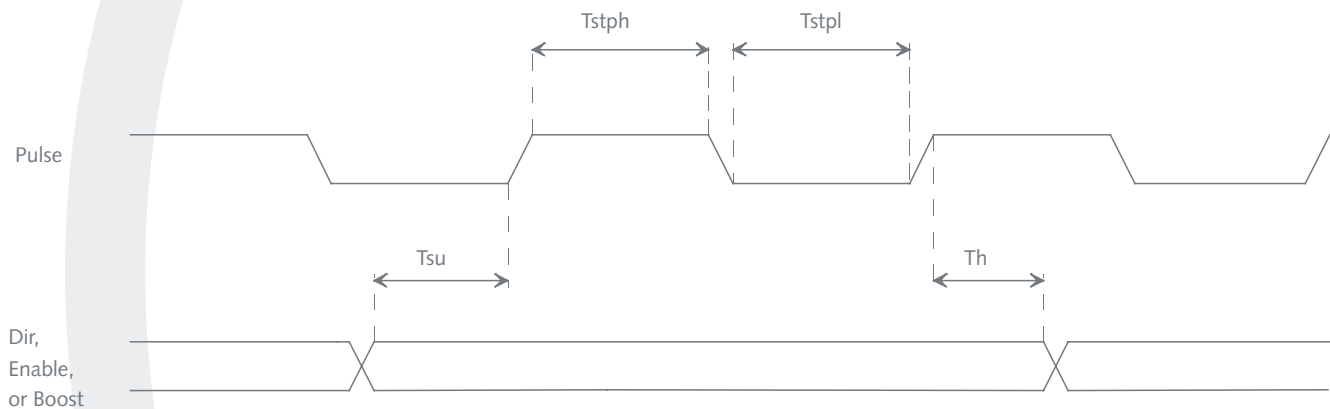 Tstph
Tstpl
Pulse
Tsu
Th
Dir,
Enable,
or Boost